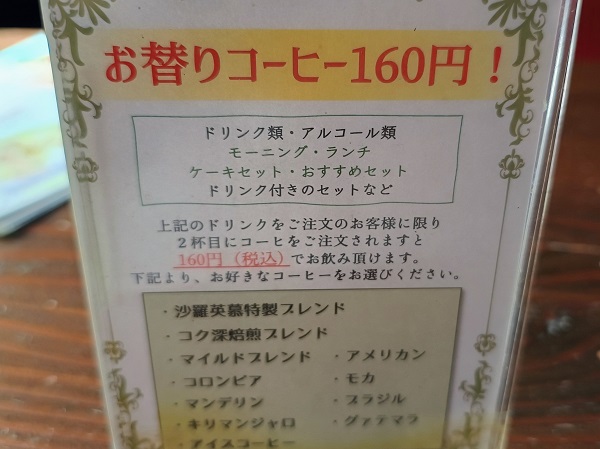 お替りコーヒー160円！
ドリンク類・アルコール類
モーニング・ランチ
ケーキセット・おすすめセット
ドリンク付きのセットなど
上記のドリンクをご注文のお客様に限り
２杯目にコーヒをご注文されますと
160円（税込）でお飲み頂けます。
下記より、お好きなコーヒーをお選びください。
・沙羅英慕特製ブレンド
・コク深焙煎ブレンド
・マイルドブレンド ・アメリカン
・コロンビア ・モカ
・マンデリン ・ブラジル
・キリマンジャロ ・グァテマラ
・アイスコーヒー